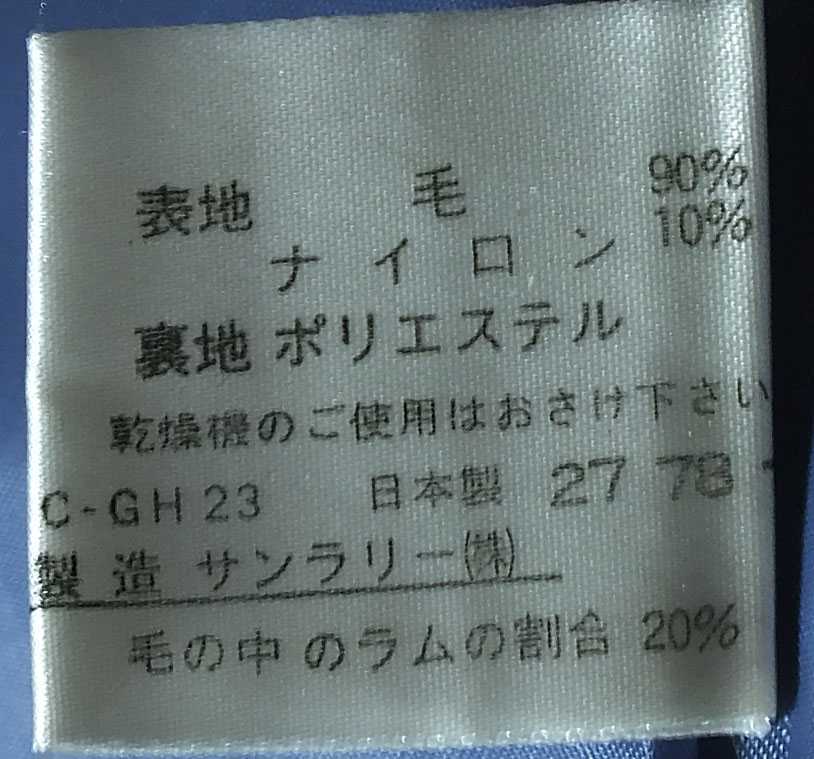 表地 毛 90%
ナイロン 10%
裏地 ポリエステル
乾燥機のご使用はおさけ下さい
C-GH 23 日本製 27 78
製造 サンラリー㈱
毛の中のラムの割合 20%